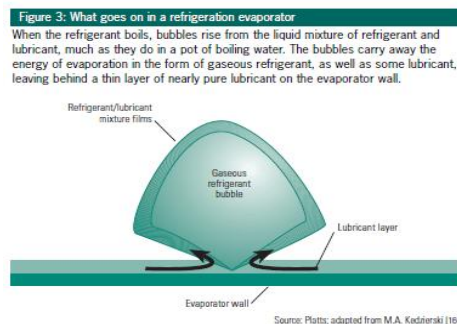 Figure 3: What goes on in a refrigeration evaporator
When the refrigerant boils, bubbles rise from the liquid mixture of refrigerant and
lubricant, much as they do in a pot of boiling water. The bubbles carry away the
energy of evaporation in the form of gaseous refrigerant, as well as some lubricant,
leaving behind a thin layer of nearly pure lubricant on the evaporator wall.
Refrigerant/lubricant
mixture films
Gaseous
refrigerant
bubble
Lubricant layer
Evaporator wall
Source: Platts; adapted from M.A. Kedzierski [16